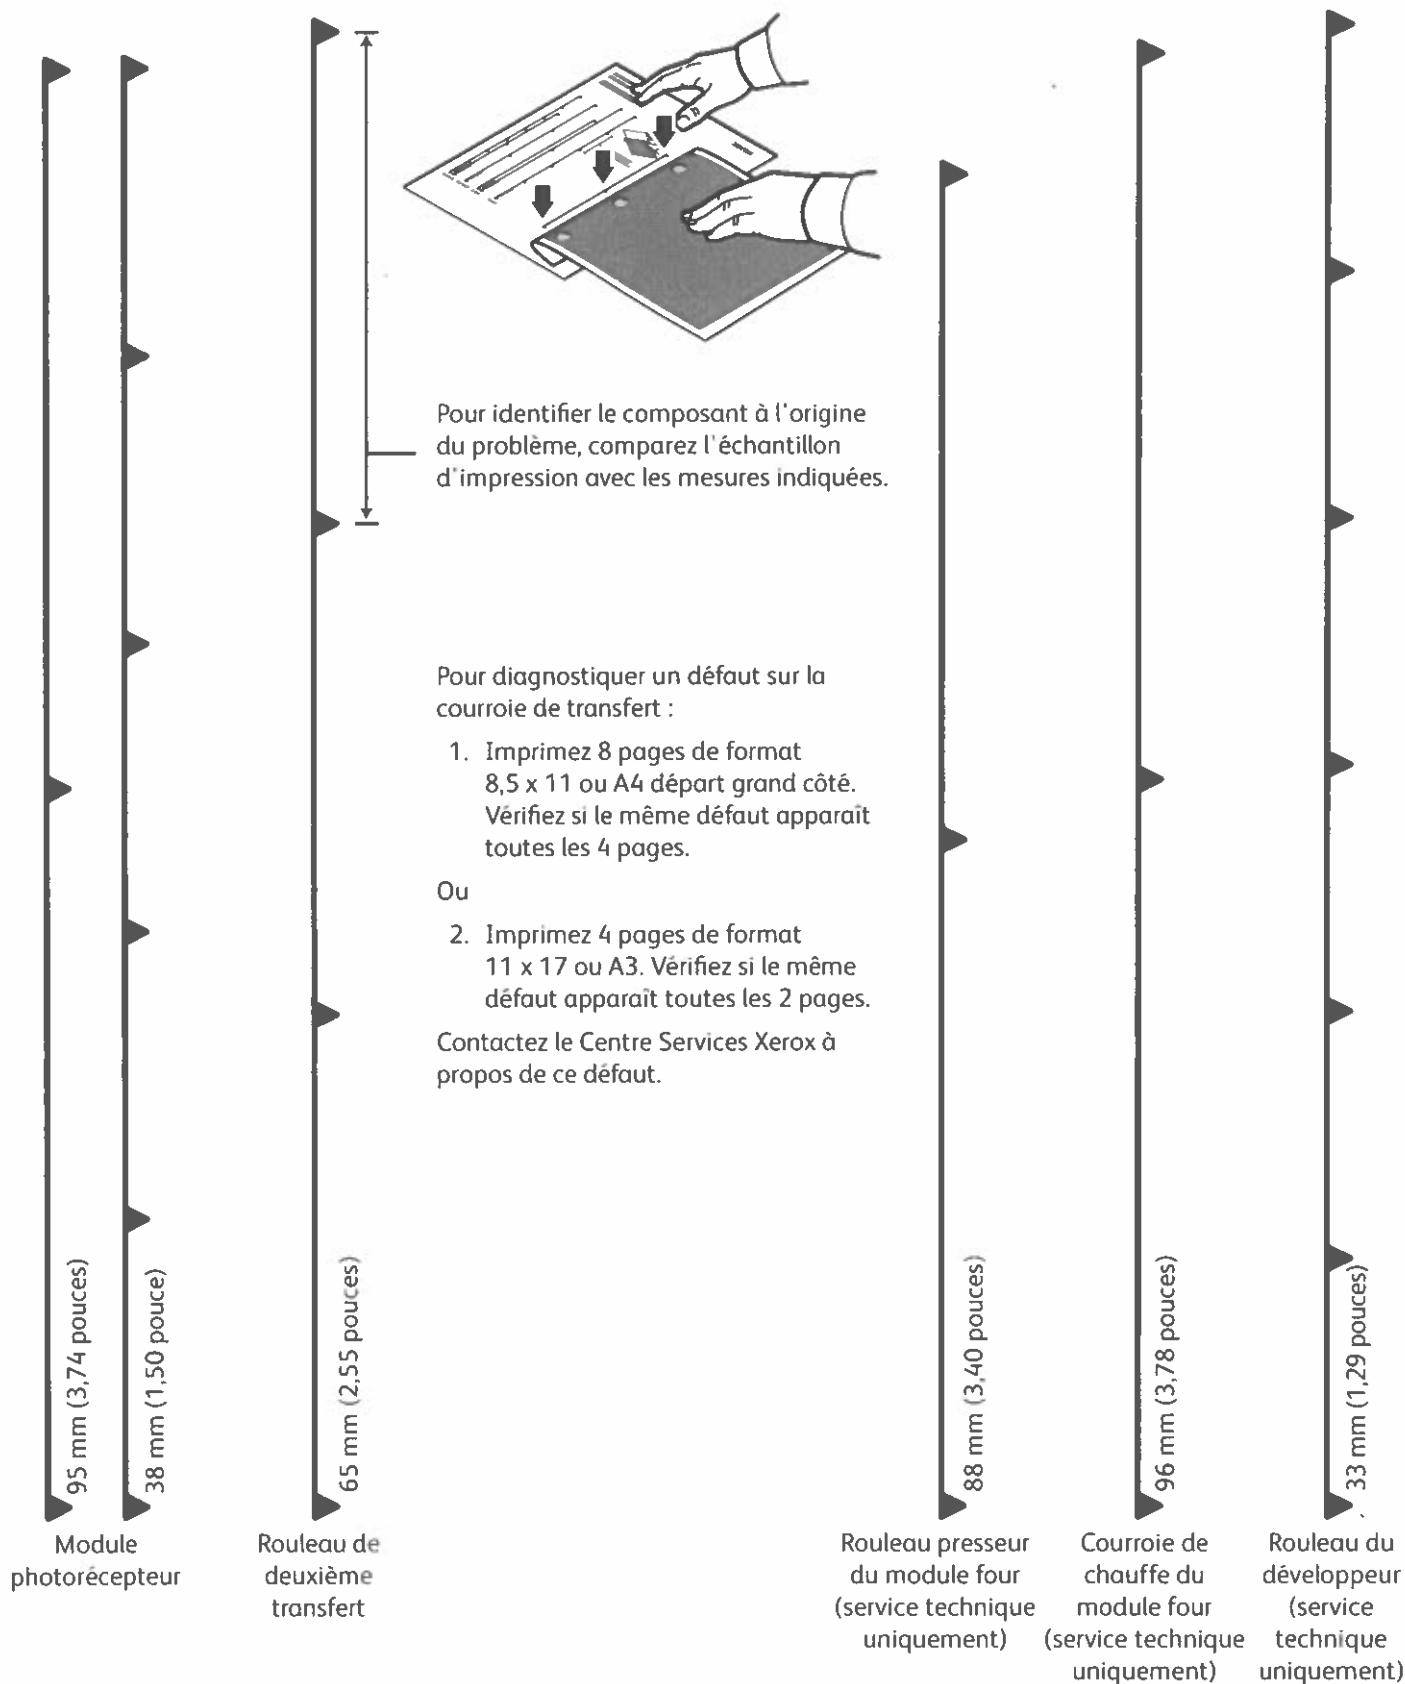 Pour identifier le composant à l'origine
du problème, comparez l'échantillon
d'impression avec les mesures indiquées.
Pour diagnostiquer un défaut sur la
courroie de transfert :
1. Imprimez 8 pages de format
8,5 x 11 ou A4 départ grand côté.
Vérifiez si le même défaut apparaît
toutes les 4 pages.
Ou
2. Imprimez 4 pages de format
11 x 17 ou A3. Vérifiez si le même
défaut apparaît toutes les 2 pages.
Contactez le Centre Services Xerox à
propos de ce défaut.
95 mm (3,74 pouces)
38 mm (1,50 pouce)
Module
photorécepteur
65 mm (2,55 pouces)
Rouleau de
deuxième
transfert
88 mm (3,40 pouces)
Rouleau presseur
du module four
(service technique
uniquement)
96 mm (3,78 pouces)
Courroie de
chauffe du
module four
(service technique
uniquement)
33 mm (1,29 pouces)
Rouleau du
développeur
(service
technique
uniquement)